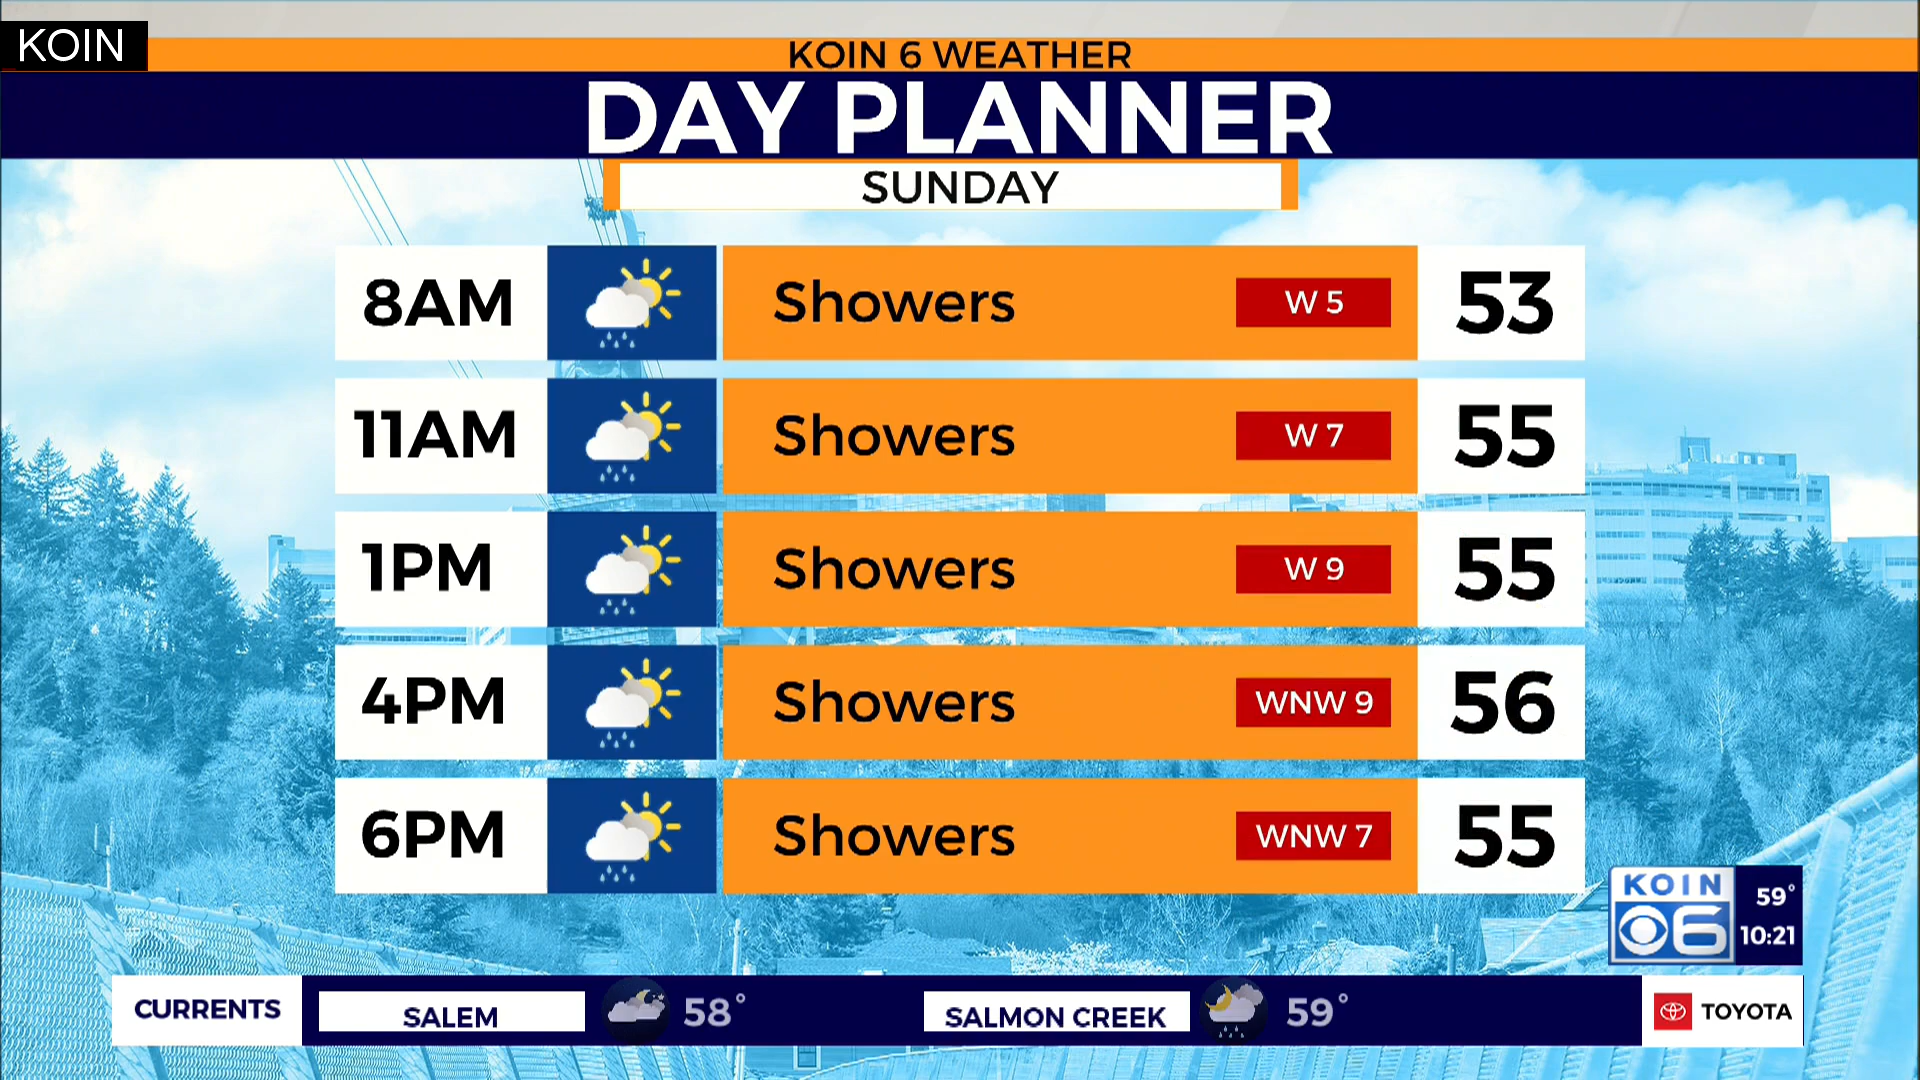 KOIN
KOIN 6 WEATHER
DAY PLANNER
SUNDAY
8AM Showers W 5 53
11AM Showers W 7 55
1PM Showers W 9 55
4PM Showers WNW 9 56
6PM Showers WNW 7 55
KOIN 59°
6 10:21
CURRENTS SALEM 58° SALMON CREEK 59° TOYOTA